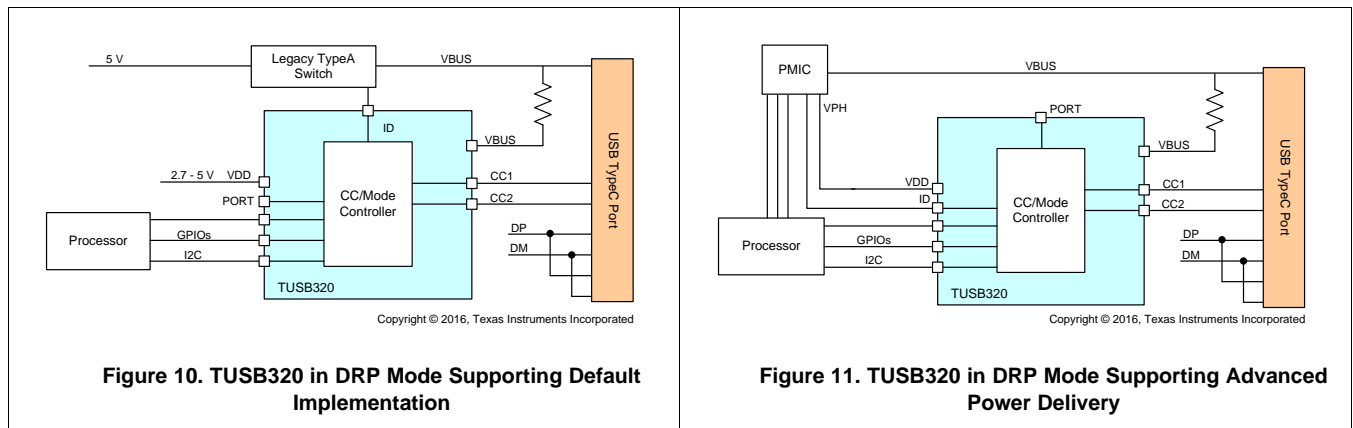 5 V
Legacy TypeA
Switch
VBUS
ID
VBUS
2.7 - 5 V VDD
PORT
CC/Mode
Controller
CC1
CC2
Processor
GPIOs
I2C
DP
DM
TUSB320
USB TypeC Port
Copyright © 2016, Texas Instruments Incorporated
Figure 10. TUSB320 in DRP Mode Supporting Default
Implementation
PMIC
VBUS
VPH
PORT
VBUS
VDD
ID
CC/Mode
Controller
CC1
CC2
Processor
GPIOs
I2C
DP
DM
TUSB320
USB TypeC Port
Copyright © 2016, Texas Instruments Incorporated
Figure 11. TUSB320 in DRP Mode Supporting Advanced
Power Delivery